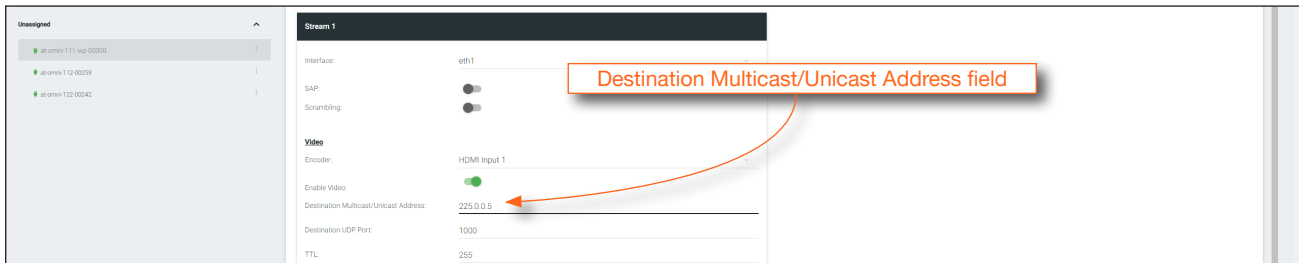 Unassigned
at-omni-111-wp-00000
at-omni-112-00259
at-omni-122-00242
Stream 1
Interface: eth1
Destination Multicast/Unicast Address field
SAP:
Scrambling:
Video
Encoder: HDMI Input 1
Enable Video:
Destination Multicast/Unicast Address: 225.0.0.5
Destination UDP Port: 1000
TTL: 255